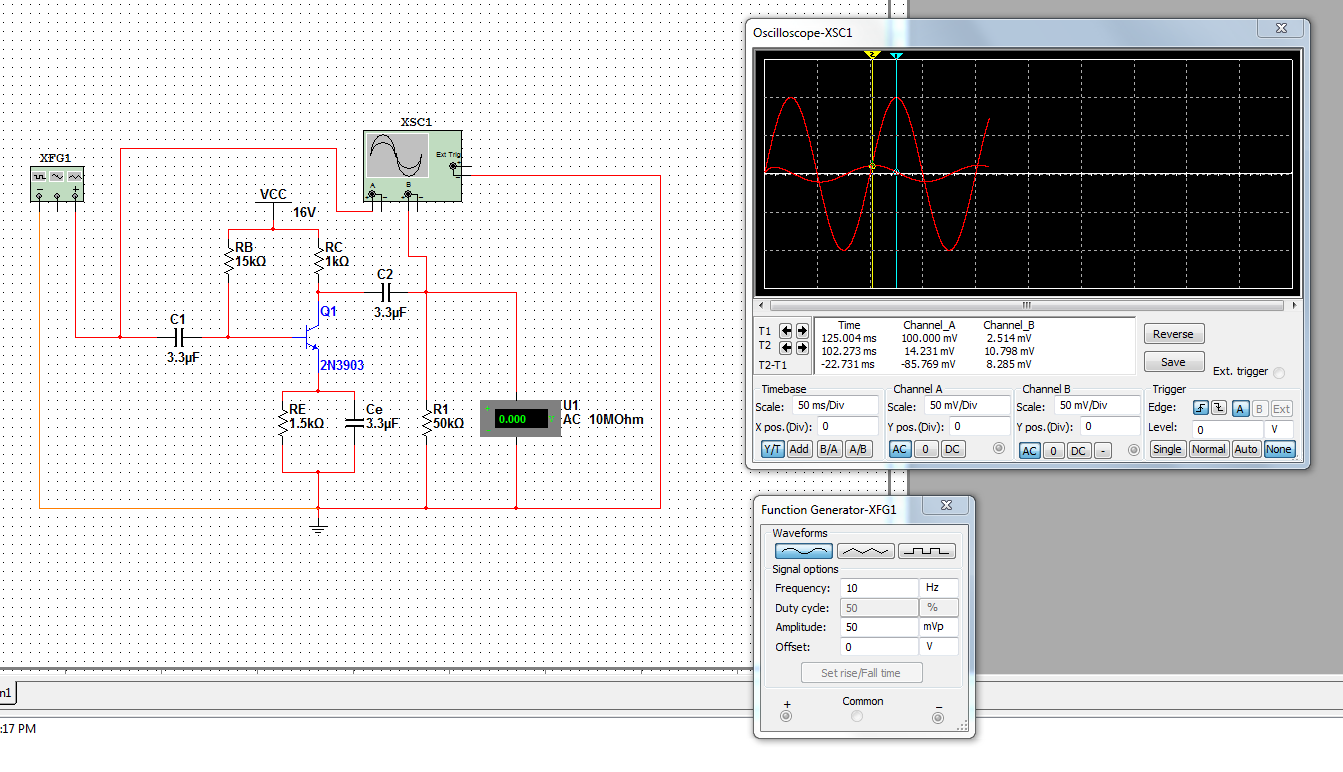 XFG1
XSC1
Ext Trig
A
B
VCC
16V
RB
15kΩ
RC
1kΩ
C2
3.3µF
C1
3.3µF
Q1
2N3903
RE
1.5kΩ
Ce
3.3µF
R1
50kΩ
0.000
V
U1
AC 10MOhm
Oscilloscope-XSC1
2
1
T1
T2
T2-T1
Time Channel_A Channel_B
125.004 ms 100.000 mV 2.514 mV
102.273 ms 14.231 mV 10.798 mV
-22.731 ms -85.769 mV 8.285 mV
Reverse
Save
Ext. trigger
Timebase
Scale: 50 ms/Div
X pos.(Div): 0
Y/T Add B/A A/B
Channel A
Scale: 50 mV/Div
Y pos.(Div): 0
AC 0 DC
Channel B
Scale: 50 mV/Div
Y pos.(Div): 0
AC 0 DC -
Trigger
Edge: A B Ext
Level: 0 V
Single Normal Auto None
Function Generator-XFG1
Waveforms
Signal options
Frequency: 10 Hz
Duty cycle: 50 %
Amplitude: 50 mVp
Offset: 0 V
Set rise/Fall time
+ Common -
n1
:17 PM